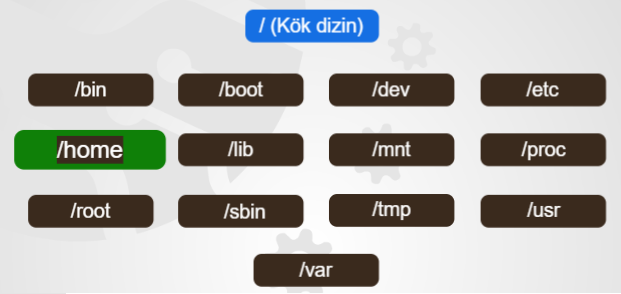 / (Kök dizin)
/bin
/boot
/dev
/etc
/home
/lib
/mnt
/proc
/root
/sbin
/tmp
/usr
/var